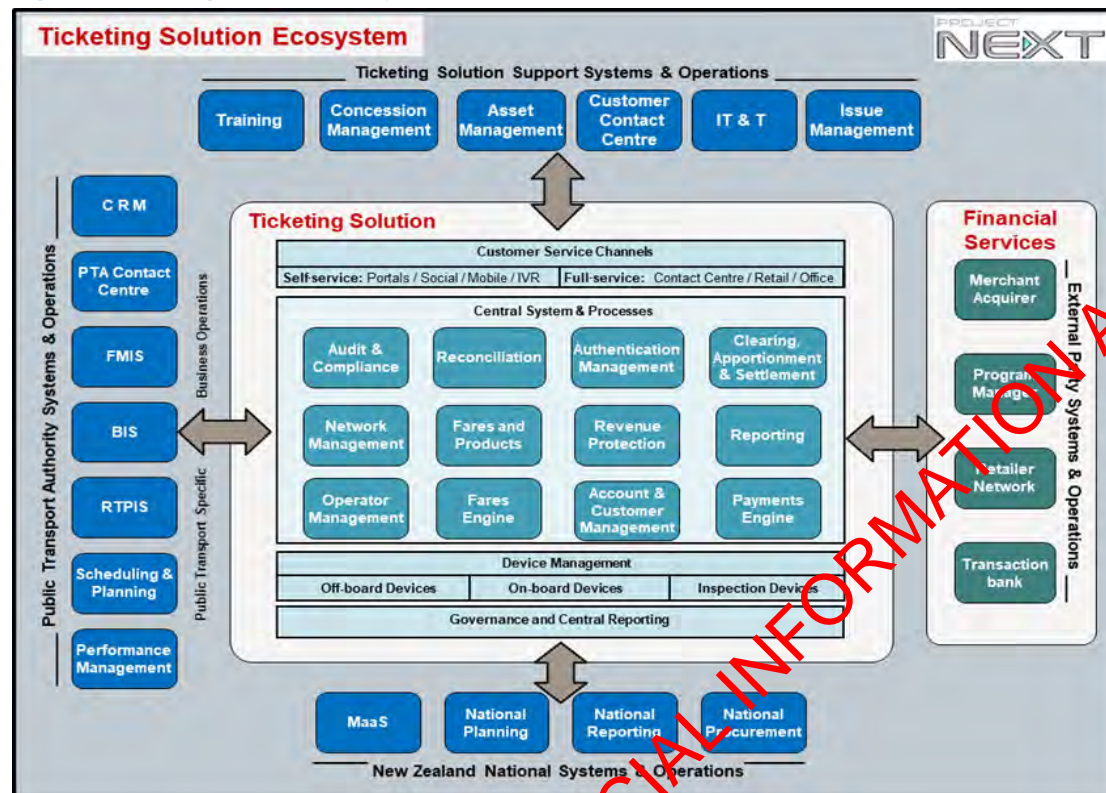 Ticketing Solution Ecosystem
PROJECT
NEXT
Ticketing Solution Support Systems & Operations
Training
Concession
Management
Asset
Management
Customer
Contact
Centre
IT & T
Issue
Management
Public Transport Authority Systems & Operations
CRM
PTA Contact
Centre
FMIS
BIS
RTPIS
Scheduling &
Planning
Performance
Management
Business Operations
Public Transport Specific
Ticketing Solution
Customer Service Channels
Self-service: Portals / Social / Mobile / IVR
Full-service: Contact Centre / Retail / Office
Central System & Processes
Audit &
Compliance
Reconciliation
Authentication
Management
Clearing,
Apportionment
& Settlement
Network
Management
Fares and
Products
Revenue
Protection
Reporting
Operator
Management
Fares
Engine
Account &
Customer
Management
Payments
Engine
Device Management
Off-board Devices
On-board Devices
Inspection Devices
Governance and Central Reporting
Financial
Services
Merchant
Acquirer
Program
Manager
Retailer
Network
Transaction
bank
External Party Systems & Operations
MaaS
National
Planning
National
Reporting
National
Procurement
New Zealand National Systems & Operations
INFORMATION A